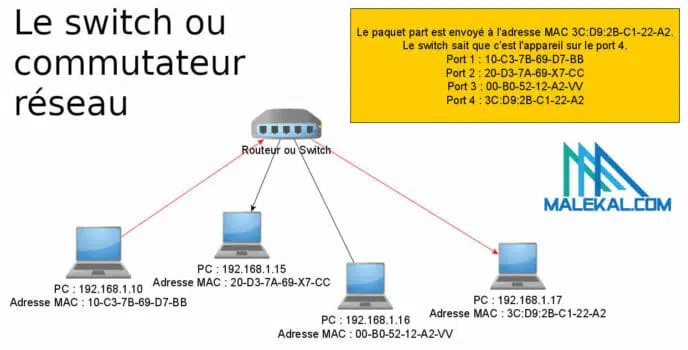 Le switch ou
commutateur
réseau
Le paquet part est envoyé à l'adresse MAC 3C:D9:2B-C1-22-A2.
Le switch sait que c'est l'appareil sur le port 4.
Port 1 : 10-C3-7B-69-D7-BB
Port 2 : 20-D3-7A-69-X7-CC
Port 3 : 00-B0-52-12-A2-VV
Port 4 : 3C:D9:2B-C1-22-A2
Routeur ou Switch
MALEKAL.COM
PC : 192.168.1.15
Adresse MAC : 20-D3-7A-69-X7-CC
PC : 192.168.1.10
Adresse MAC : 10-C3-7B-69-D7-BB
PC : 192.168.1.17
Adresse MAC : 3C:D9:2B-C1-22-A2
PC : 192.168.1.16
Adresse MAC : 00-B0-52-12-A2-VV